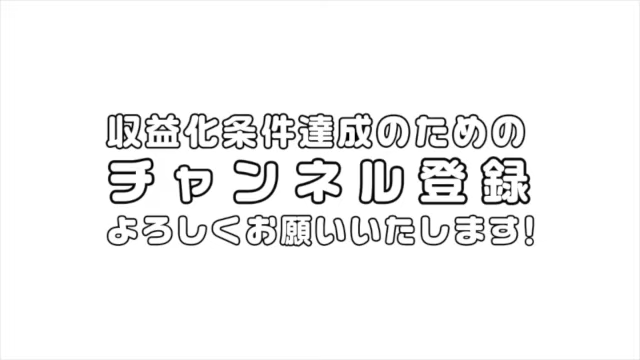 収益化条件達成のための
チャンネル登録
よろしくお願いいたします!